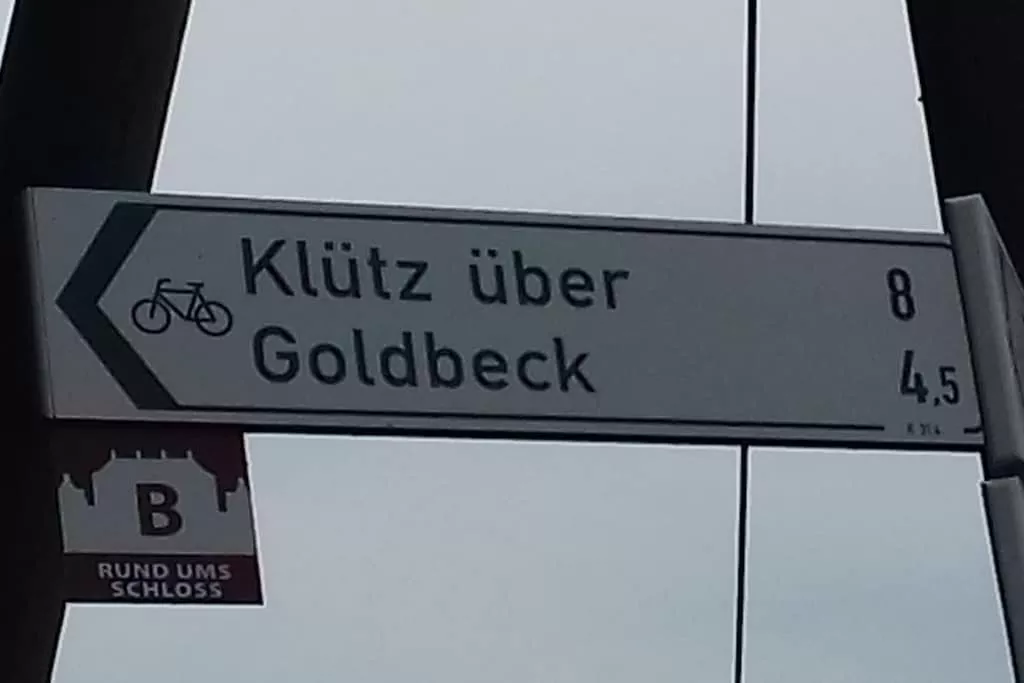 Klütz über 8
Goldbeck 4,5
B
RUND UMS
SCHLOSS